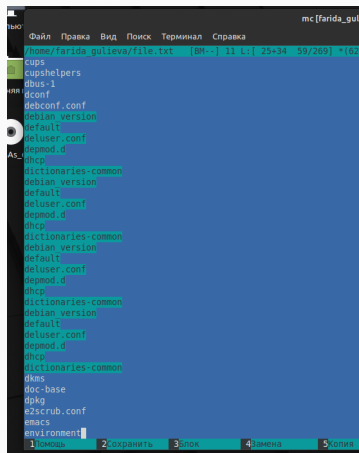 mc [farida_gul
Файл Правка Вид Поиск Терминал Справка
/home/farida_gulieva/file.txt [BM--] 11 L:[ 25+34 59/269] *(62
cups
cupshelpers
dbus-1
dconf
debconf.conf
debian_version
default
deluser.conf
depmod.d
dhcp
dictionaries-common
debian_version
default
deluser.conf
depmod.d
dhcp
dictionaries-common
debian_version
default
deluser.conf
depmod.d
dhcp
dictionaries-common
debian_version
default
deluser.conf
depmod.d
dhcp
dictionaries-common
dkms
doc-base
dpkg
e2scrub.conf
emacs
environment
1Помощь 2Сохранить 3Блок 4Замена 5Копия